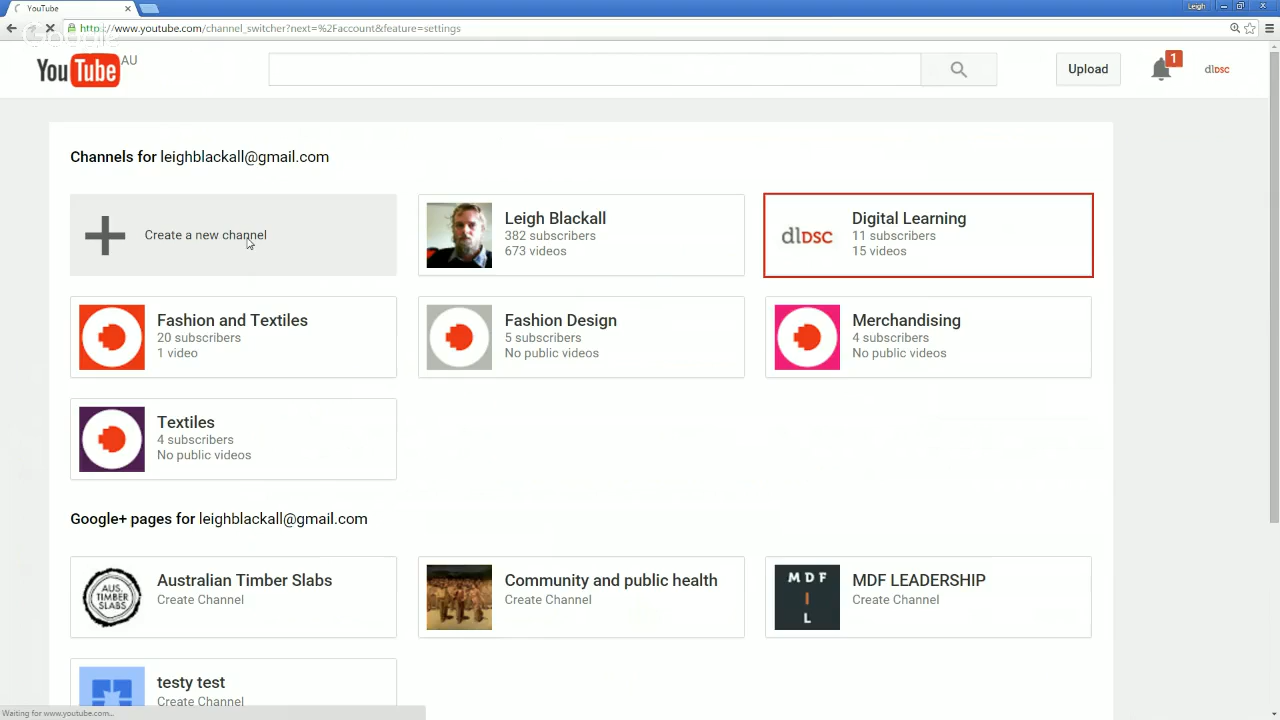 YouTube
Leigh
https://www.youtube.com/channel_switcher?next=%2Faccount&feature=settings
Google
YouTube AU
Upload
1
dlDSC
Channels for leighblackall@gmail.com
Create a new channel
Leigh Blackall
382 subscribers
673 videos
dlDSC
Digital Learning
11 subscribers
15 videos
Fashion and Textiles
20 subscribers
1 video
Fashion Design
5 subscribers
No public videos
Merchandising
4 subscribers
No public videos
Textiles
4 subscribers
No public videos
Google+ pages for leighblackall@gmail.com
AUS.
TIMBER
SLABS
Australian Timber Slabs
Create Channel
Community and public health
Create Channel
M D F
I
L
MDF LEADERSHIP
Create Channel
testy test
Create Channel
Waiting for www.youtube.com...